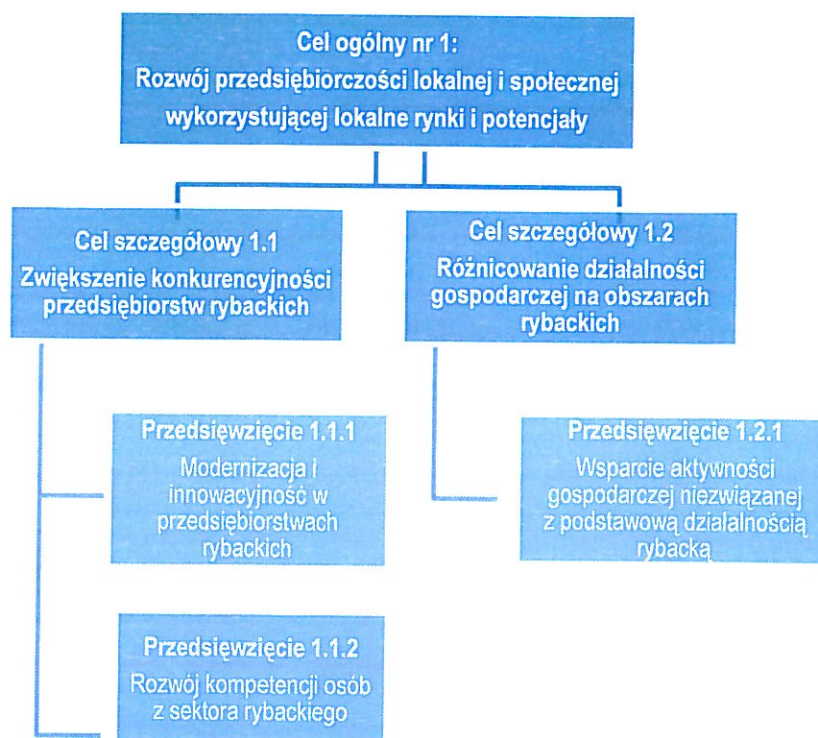 Cel ogólny nr 1:
Rozwój przedsiębiorczości lokalnej i społecznej
wykorzystującej lokalne rynki i potencjały
Cel szczegółowy 1.1
Zwiększenie konkurencyjności
przedsiębiorstw rybackich
Cel szczegółowy 1.2
Różnicowanie działalności
gospodarczej na obszarach
rybackich
Przedsięwzięcie 1.1.1
Modernizacja i
innowacyjność w
przedsiębiorstwach
rybackich
Przedsięwzięcie 1.2.1
Wsparcie aktywności
gospodarczej niezwiązanej
z podstawową działalnością
rybacką
Przedsięwzięcie 1.1.2
Rozwój kompetencji osób
z sektora rybackiego